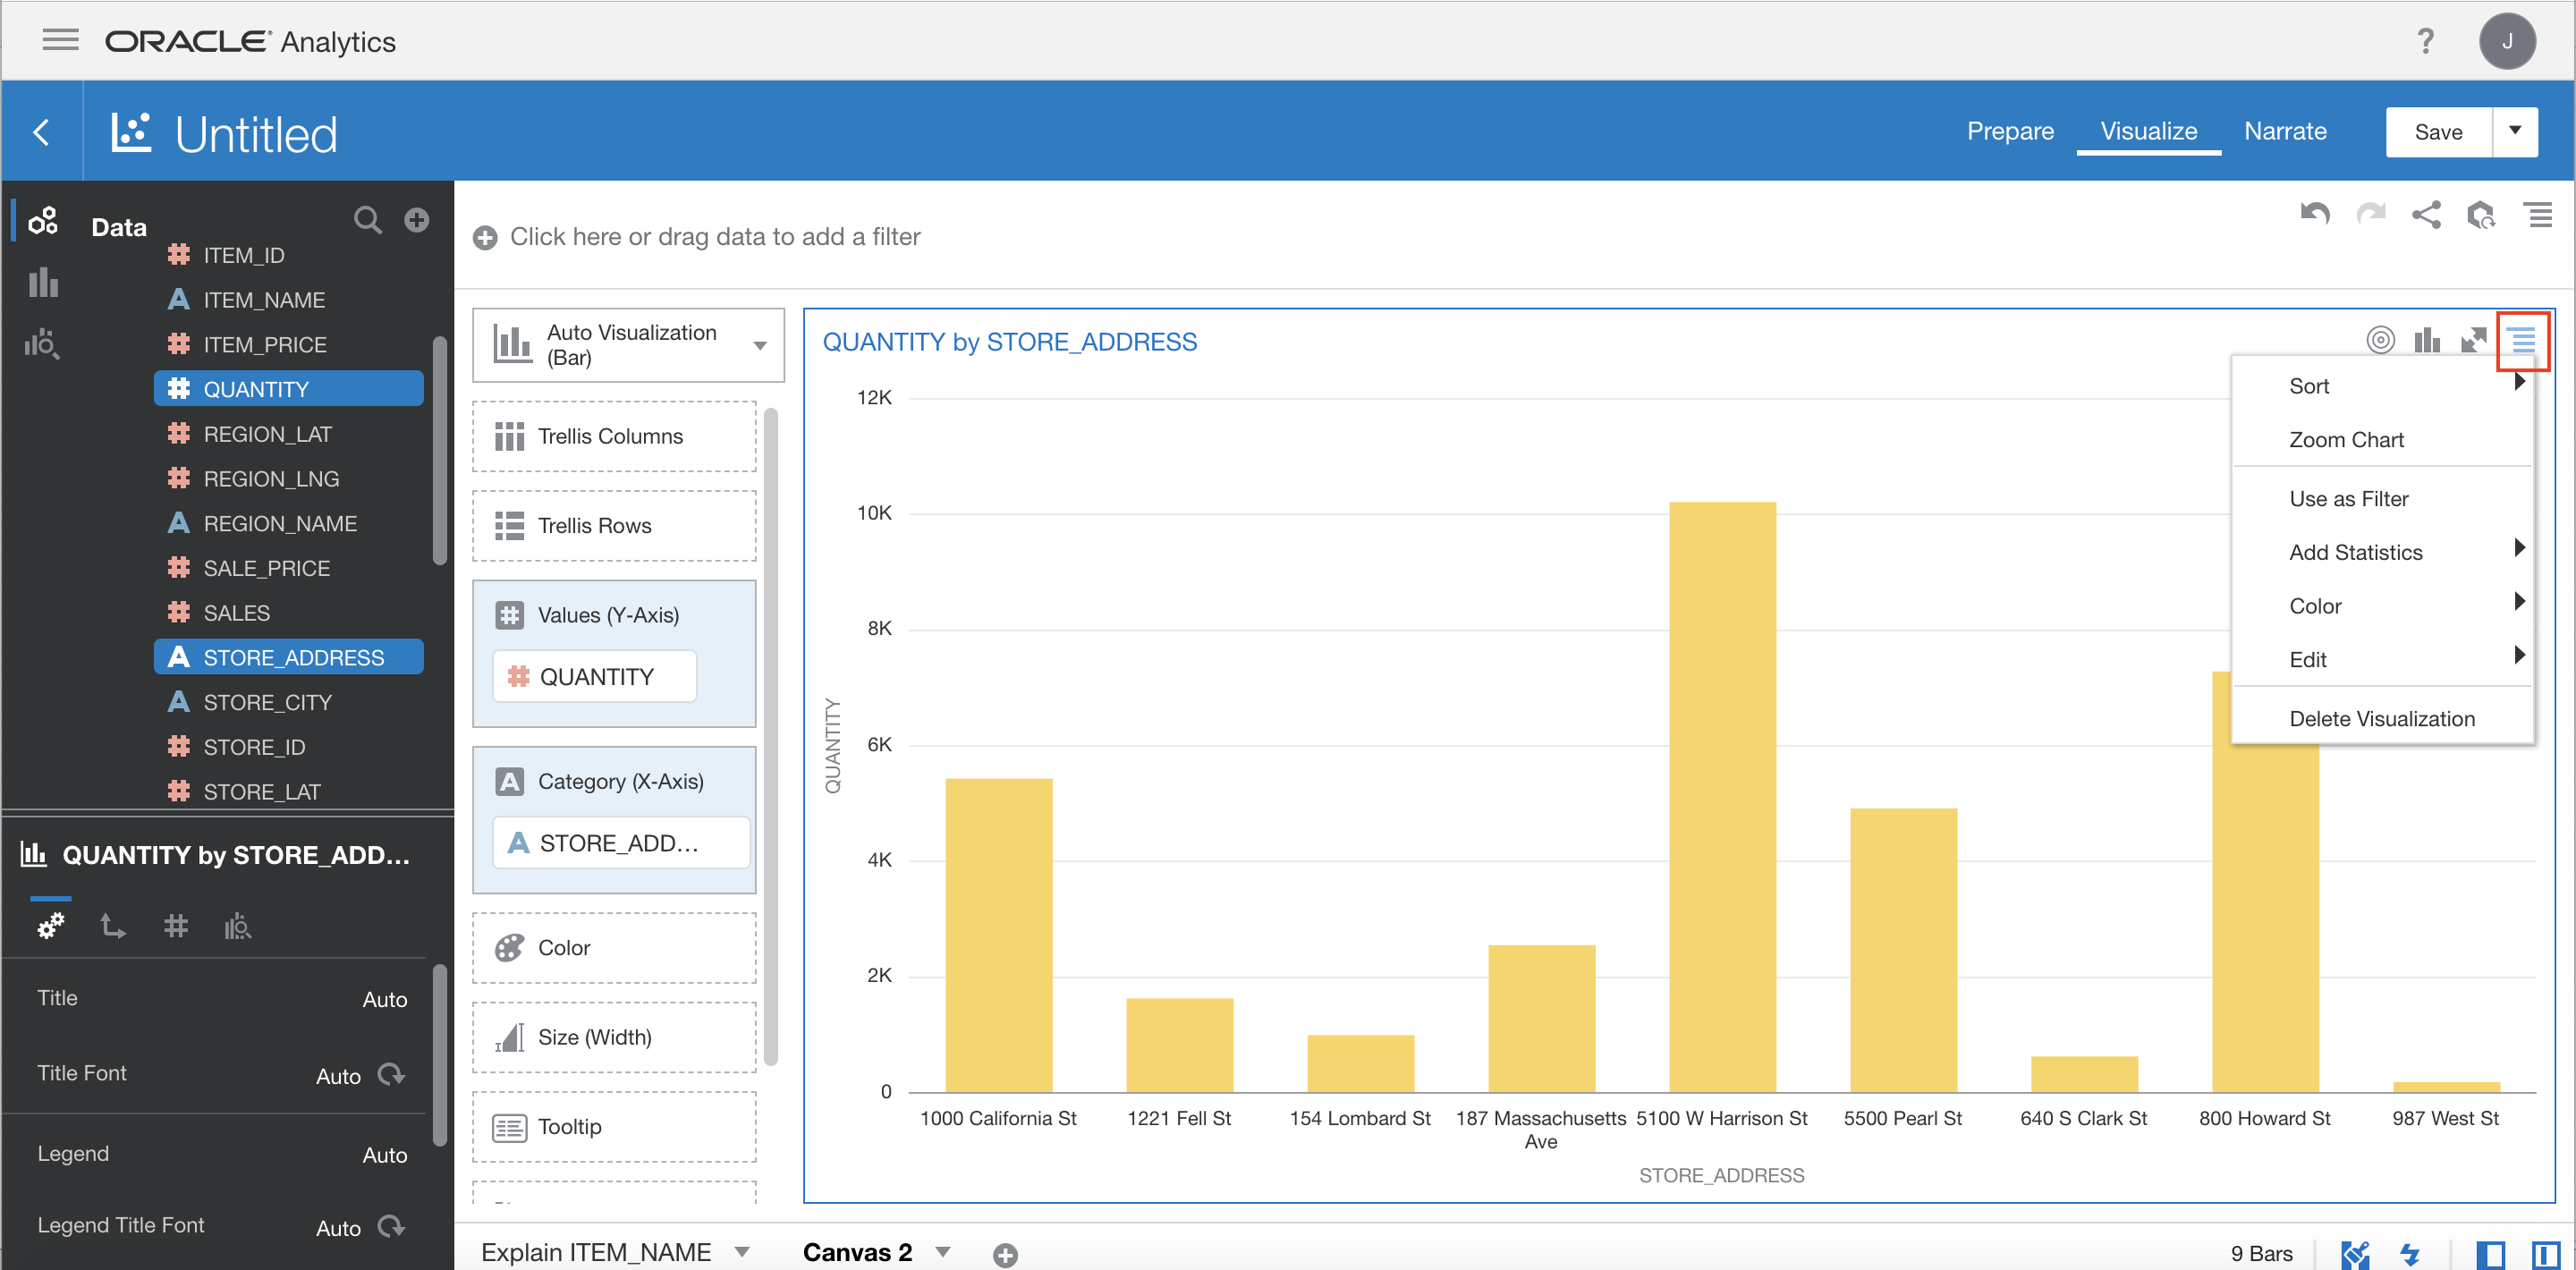 ORACLE Analytics
?
J
Untitled
Prepare
Visualize
Narrate
Save
Data
ITEM_ID
ITEM_NAME
ITEM_PRICE
QUANTITY
REGION_LAT
REGION_LNG
REGION_NAME
SALE_PRICE
SALES
STORE_ADDRESS
STORE_CITY
STORE_ID
STORE_LAT
QUANTITY by STORE_ADD...
Title
Auto
Title Font
Auto
Legend
Auto
Legend Title Font
Auto
Click here or drag data to add a filter
Auto Visualization
(Bar)
Trellis Columns
Trellis Rows
Values (Y-Axis)
QUANTITY
Category (X-Axis)
STORE_ADD...
Color
Size (Width)
Tooltip
QUANTITY by STORE_ADDRESS
Sort
Zoom Chart
Use as Filter
Add Statistics
Color
Edit
Delete Visualization
12K
10K
8K
6K
4K
2K
0
QUANTITY
1000 California St
1221 Fell St
154 Lombard St
187 Massachusetts
Ave
5100 W Harrison St
5500 Pearl St
640 S Clark St
800 Howard St
987 West St
STORE_ADDRESS
Explain ITEM_NAME
Canvas 2
9 Bars